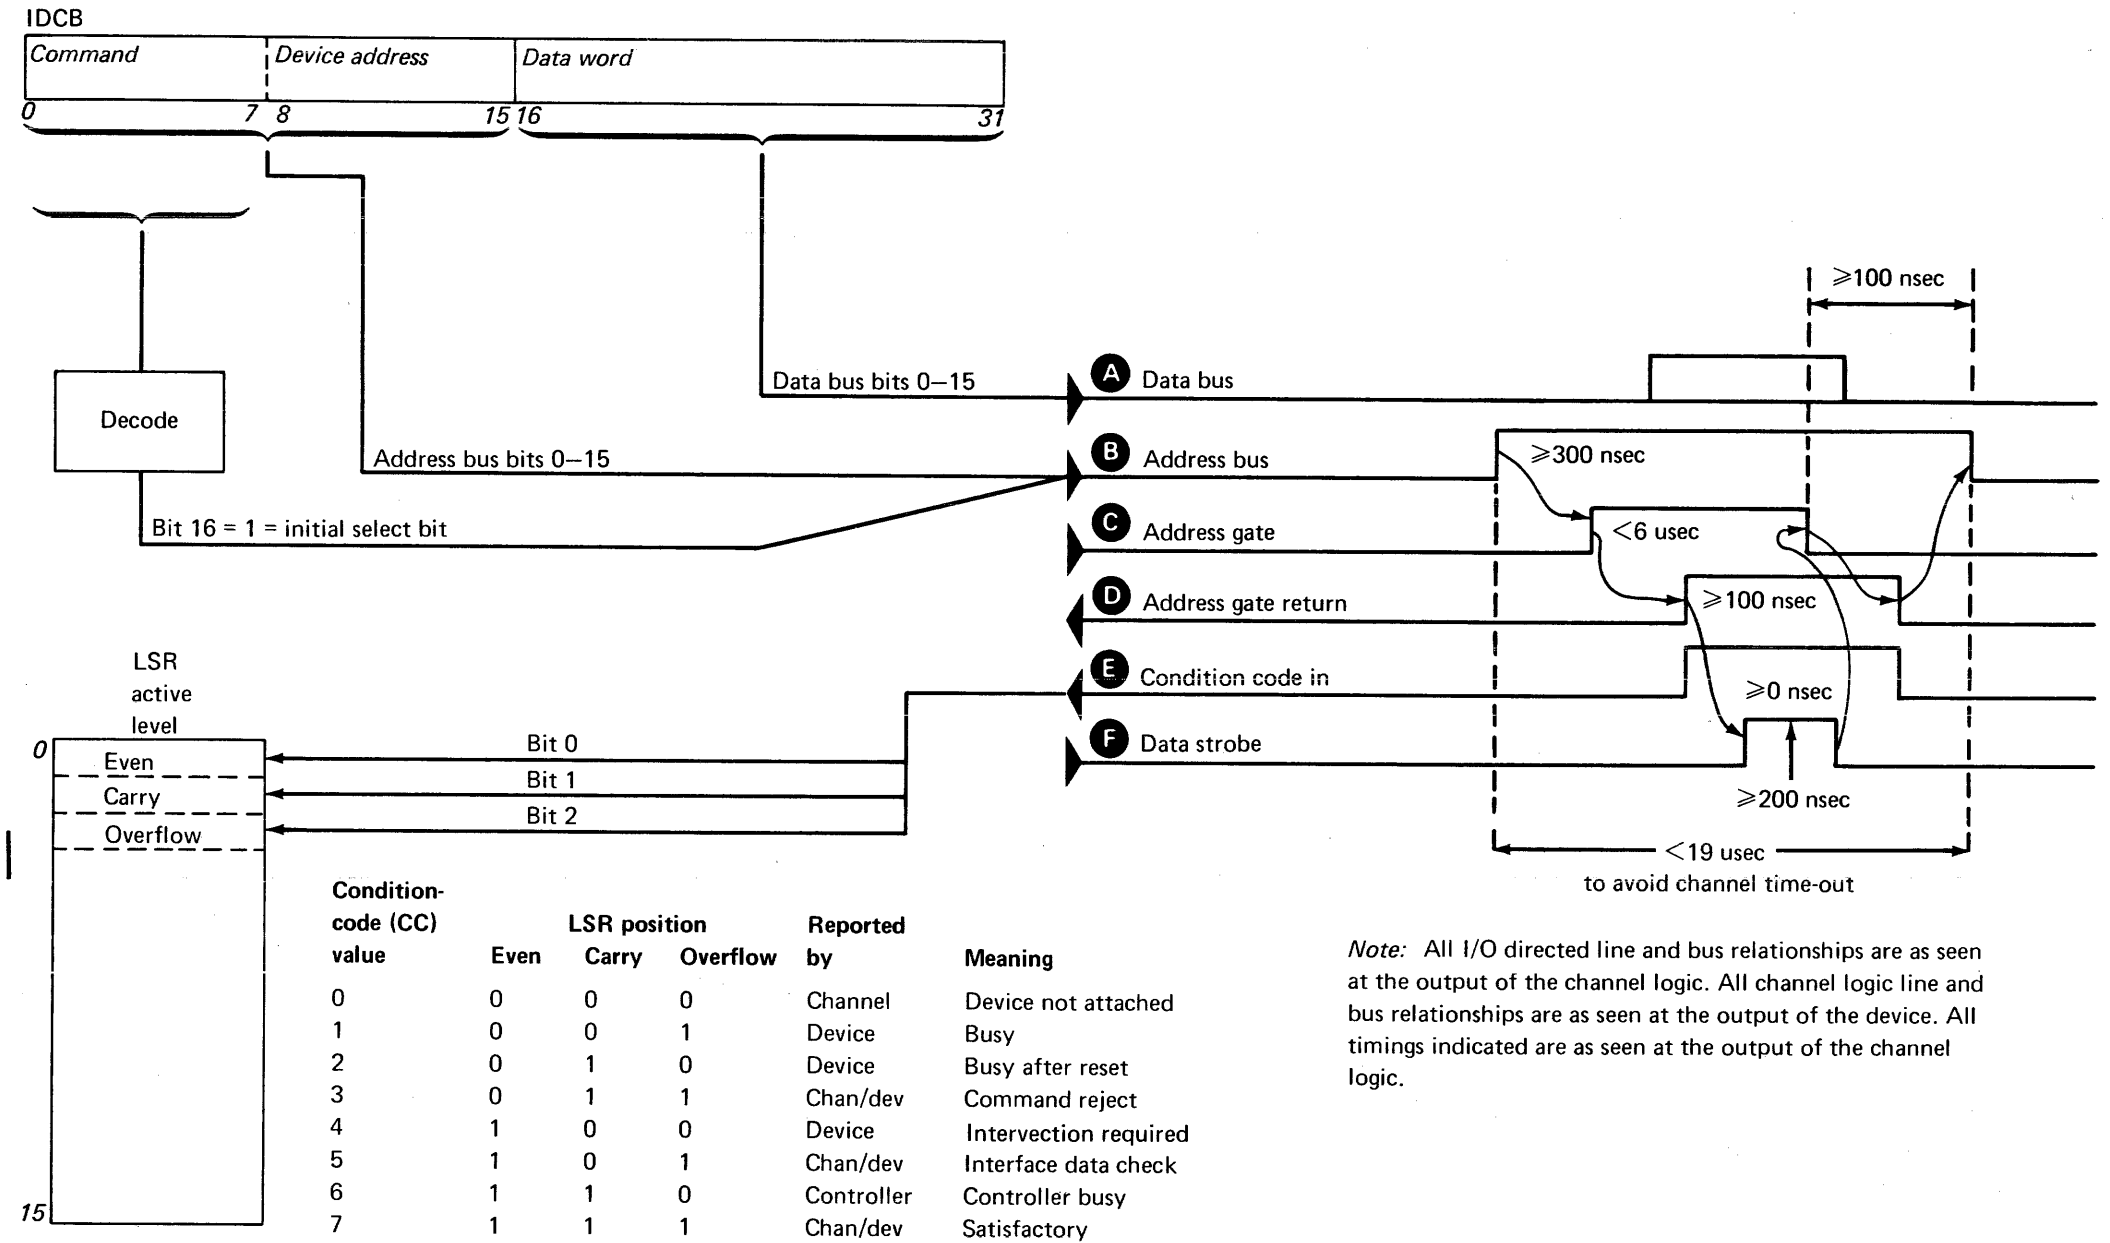 IDCB
Command Device address Data word
0 7 8 15 16 31
≥100 nsec
Data bus bits 0–15
A Data bus
Decode
Address bus bits 0–15
B Address bus
≥300 nsec
Bit 16 = 1 = initial select bit
C Address gate
<6 usec
D Address gate return
≥100 nsec
E Condition code in
≥0 nsec
F Data strobe
≥200 nsec
<19 usec
to avoid channel time-out
LSR
active
level
0
Even
Carry
Overflow
15
Bit 0
Bit 1
Bit 2
Condition-
code (CC) LSR position Reported
value Even Carry Overflow by Meaning
0 0 0 0 Channel Device not attached
1 0 0 1 Device Busy
2 0 1 0 Device Busy after reset
3 0 1 1 Chan/dev Command reject
4 1 0 0 Device Intervection required
5 1 0 1 Chan/dev Interface data check
6 1 1 0 Controller Controller busy
7 1 1 1 Chan/dev Satisfactory
Note: All I/O directed line and bus relationships are as seen
at the output of the channel logic. All channel logic line and
bus relationships are as seen at the output of the device. All
timings indicated are as seen at the output of the channel
logic.